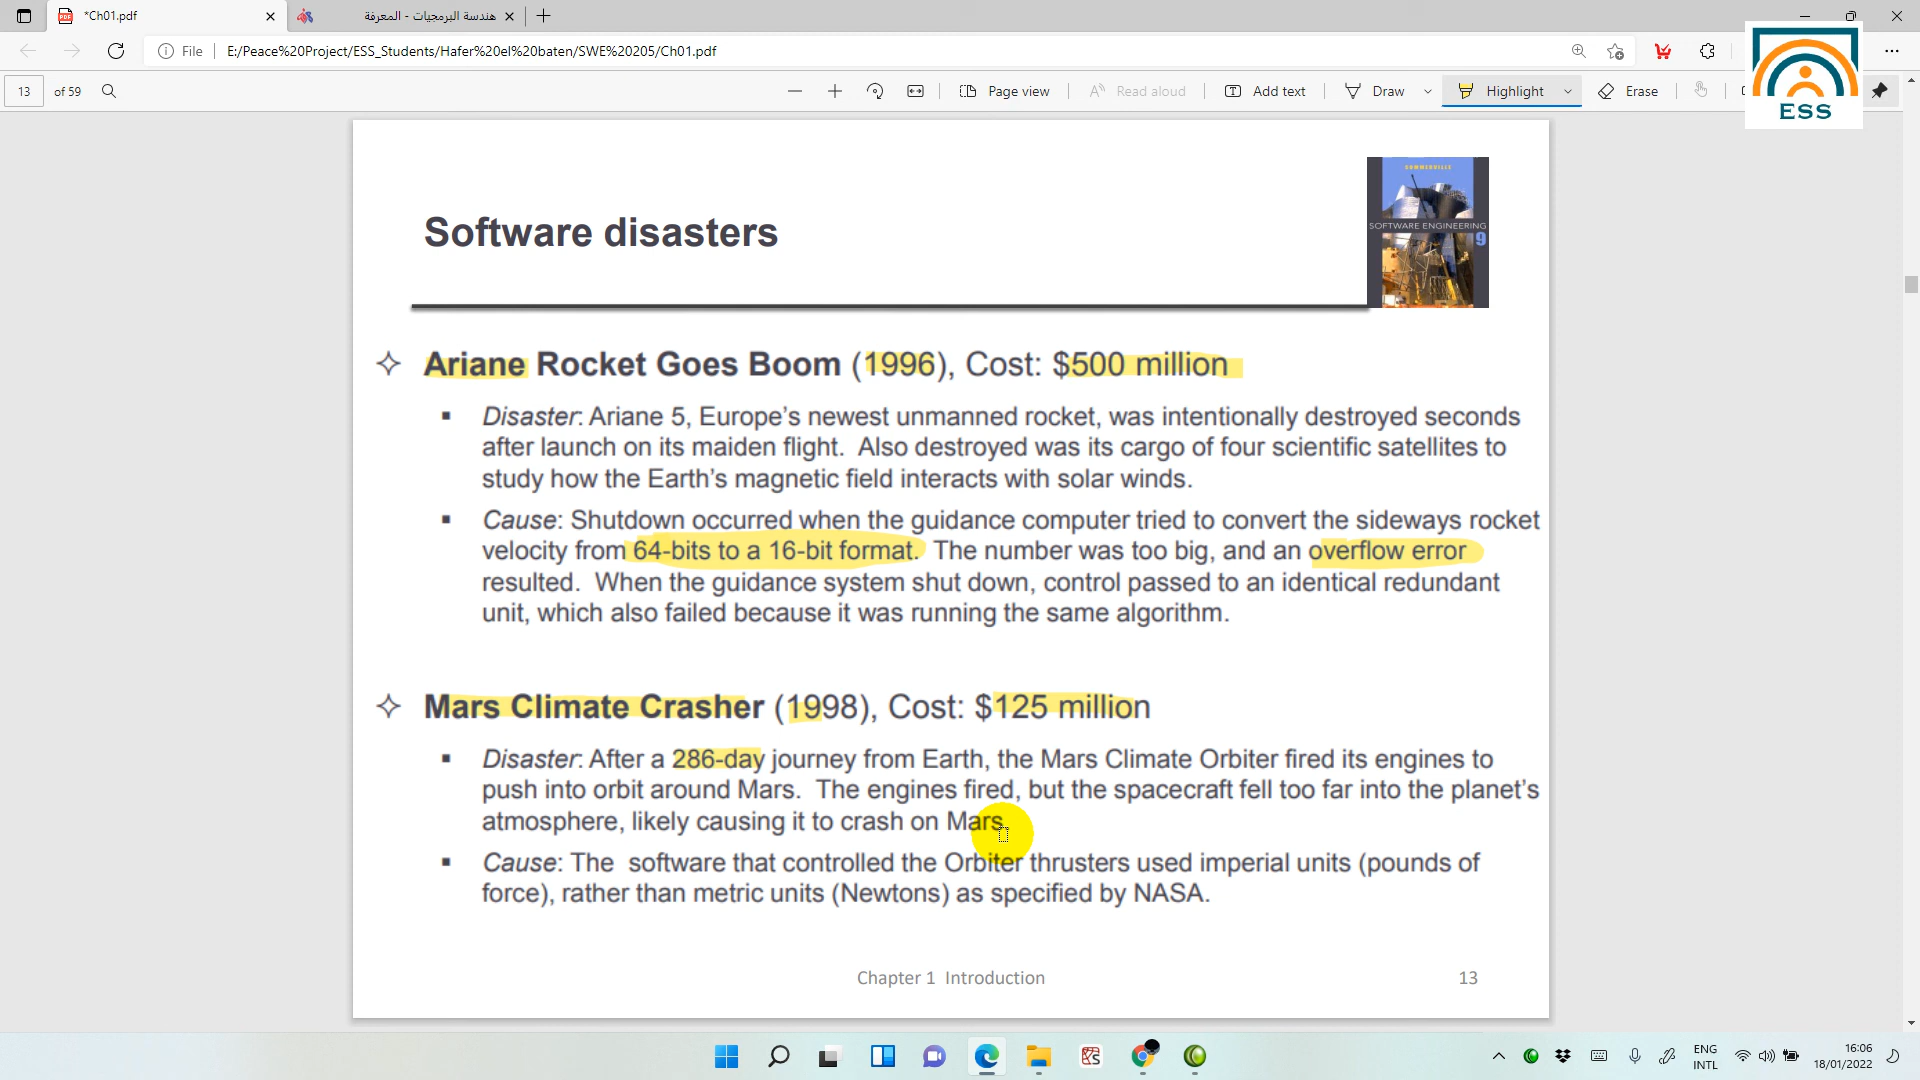 *Ch01.pdf
هندسة البرمجيات - المعرفة
File
E:/Peace%20Project/ESS_Students/Hafer%20el%20baten/SWE%20205/Ch01.pdf
13 of 59
Page view
Read aloud
Add text
Draw
Highlight
Erase
ESS
SOMMERVILLE
SOFTWARE ENGINEERING
9
Software disasters
Ariane Rocket Goes Boom (1996), Cost: $500 million
Disaster: Ariane 5, Europe's newest unmanned rocket, was intentionally destroyed seconds
after launch on its maiden flight. Also destroyed was its cargo of four scientific satellites to
study how the Earth's magnetic field interacts with solar winds.
Cause: Shutdown occurred when the guidance computer tried to convert the sideways rocket
velocity from 64-bits to a 16-bit format. The number was too big, and an overflow error
resulted. When the guidance system shut down, control passed to an identical redundant
unit, which also failed because it was running the same algorithm.
Mars Climate Crasher (1998), Cost: $125 million
Disaster: After a 286-day journey from Earth, the Mars Climate Orbiter fired its engines to
push into orbit around Mars. The engines fired, but the spacecraft fell too far into the planet's
atmosphere, likely causing it to crash on Mars.
Cause: The software that controlled the Orbiter thrusters used imperial units (pounds of
force), rather than metric units (Newtons) as specified by NASA.
Chapter 1 Introduction
13
ENG
INTL
16:06
18/01/2022